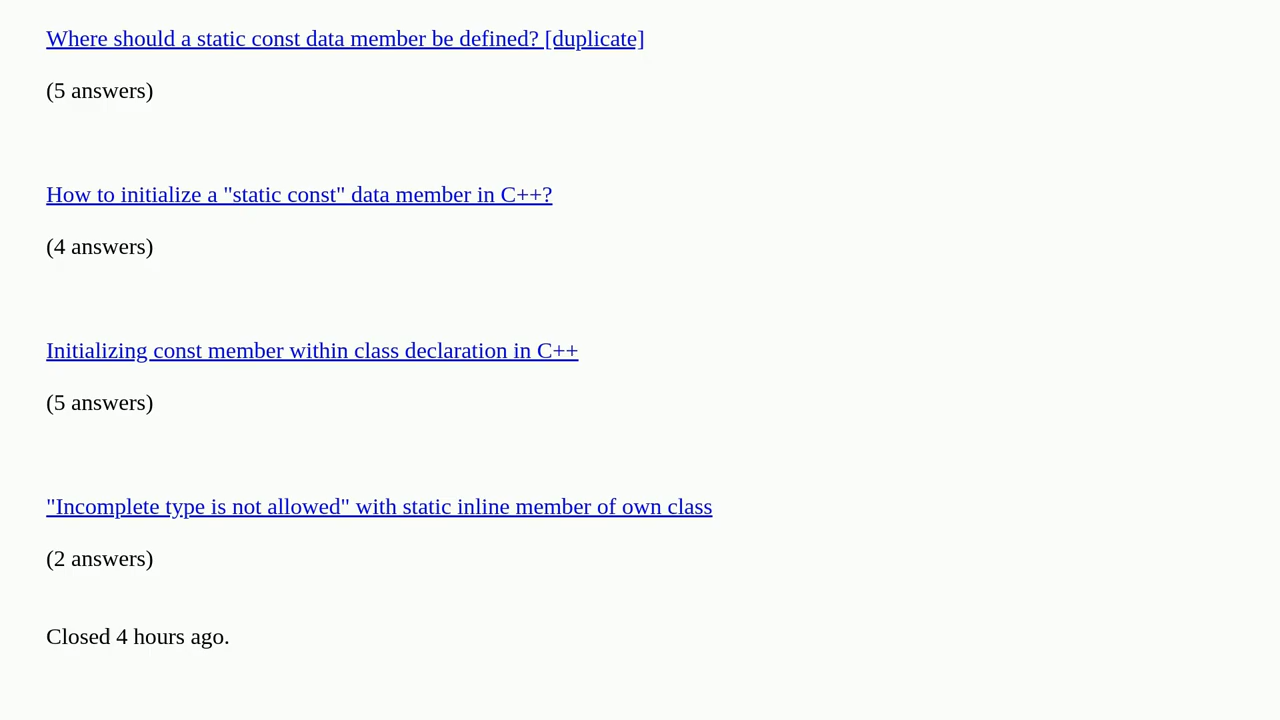 Where should a static const data member be defined? [duplicate]
(5 answers)
How to initialize a "static const" data member in C++?
(4 answers)
Initializing const member within class declaration in C++
(5 answers)
"Incomplete type is not allowed" with static inline member of own class
(2 answers)
Closed 4 hours ago.